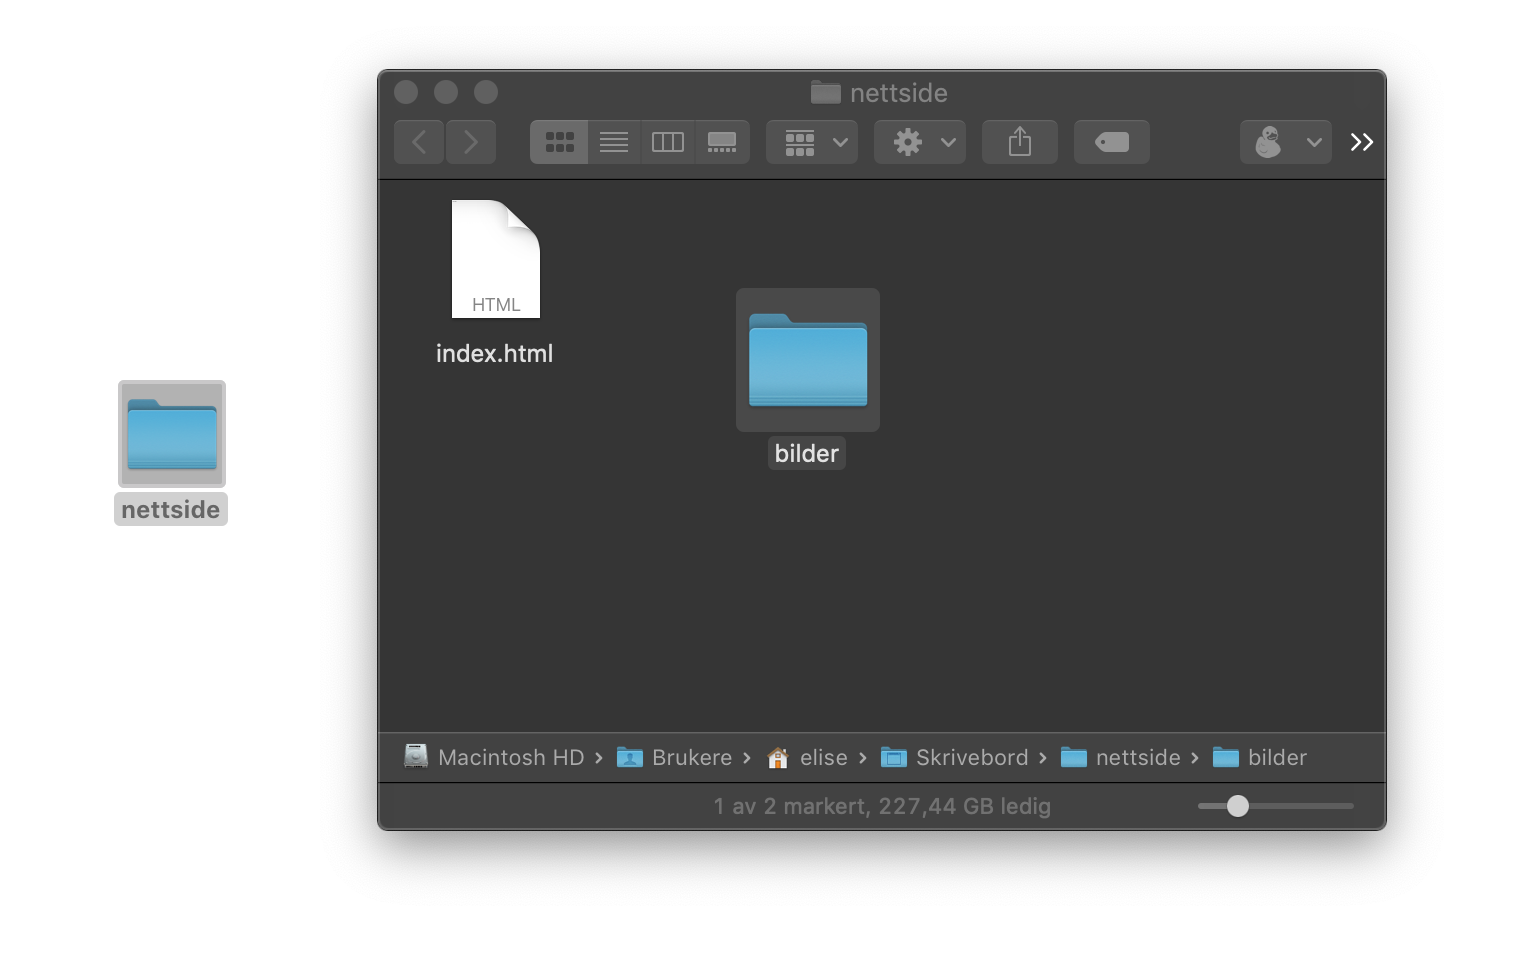 nettside
HTML
index.html
bilder
nettside
Macintosh HD › Brukere › elise › Skrivebord › nettside › bilder
1 av 2 markert, 227,44 GB ledig